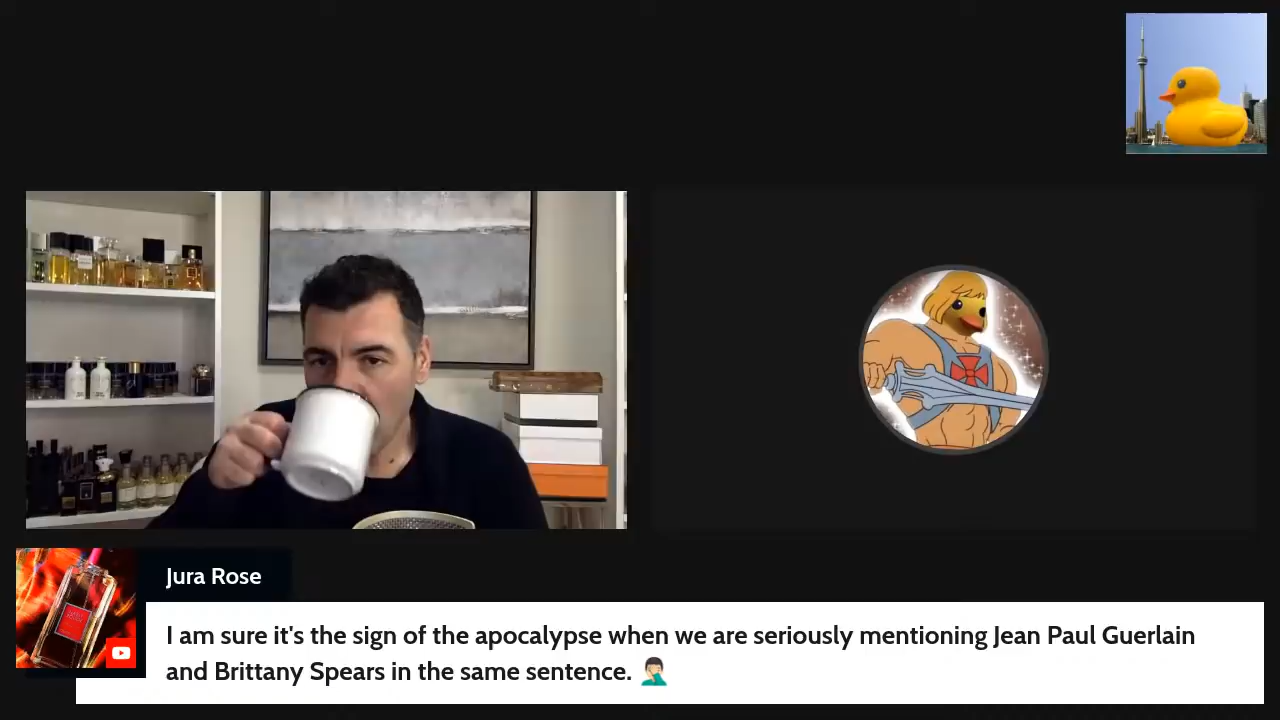 Jura Rose
I am sure it's the sign of the apocalypse when we are seriously mentioning Jean Paul Guerlain
and Brittany Spears in the same sentence. 🤦🏻‍♂️